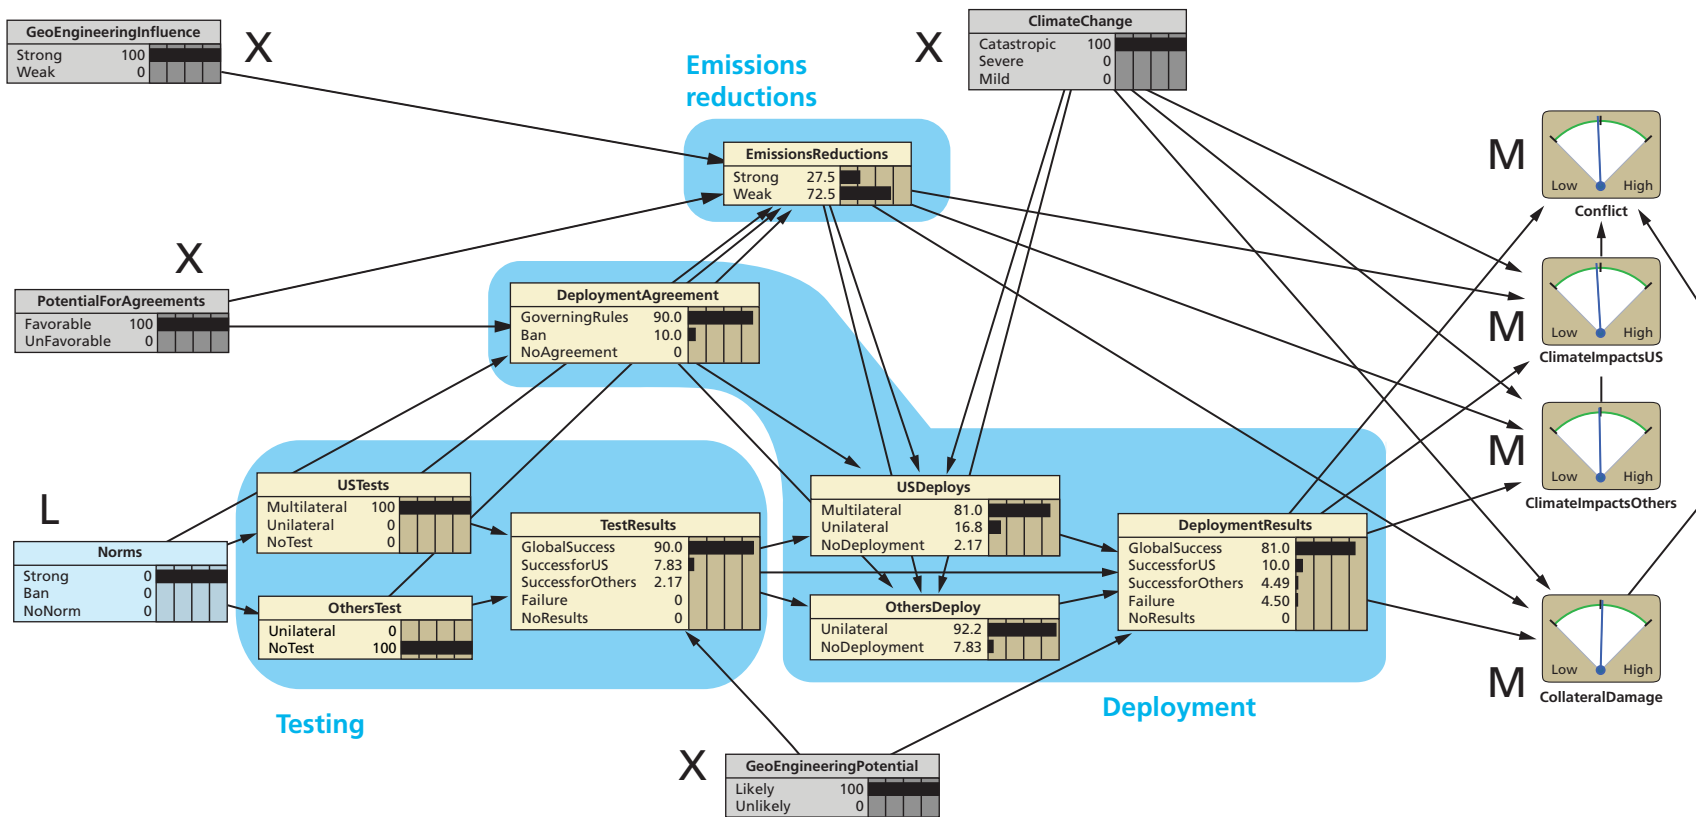 GeoEngineeringInfluence
Strong 100
Weak 0
X
ClimateChange
Catastropic 100
Severe 0
Mild 0
X
Emissions
reductions
EmissionsReductions
Strong 27.5
Weak 72.5
M
Low High
Conflict
X
PotentialForAgreements
Favorable 100
UnFavorable 0
DeploymentAgreement
GoverningRules 90.0
Ban 10.0
NoAgreement 0
M
Low High
ClimateImpactsUS
M
Low High
ClimateImpactsOthers
L
Norms
Strong 0
Ban 0
NoNorm 0
USTests
Multilateral 100
Unilateral 0
NoTest 0
OthersTest
Unilateral 0
NoTest 100
TestResults
GlobalSuccess 90.0
SuccessforUS 7.83
SuccessforOthers 2.17
Failure 0
NoResults 0
USDeploys
Multilateral 81.0
Unilateral 16.8
NoDeployment 2.17
OthersDeploy
Unilateral 92.2
NoDeployment 7.83
DeploymentResults
GlobalSuccess 81.0
SuccessforUS 10.0
SuccessforOthers 4.49
Failure 4.50
NoResults 0
M
Low High
CollateralDamage
Testing
Deployment
X
GeoEngineeringPotential
Likely 100
Unlikely 0